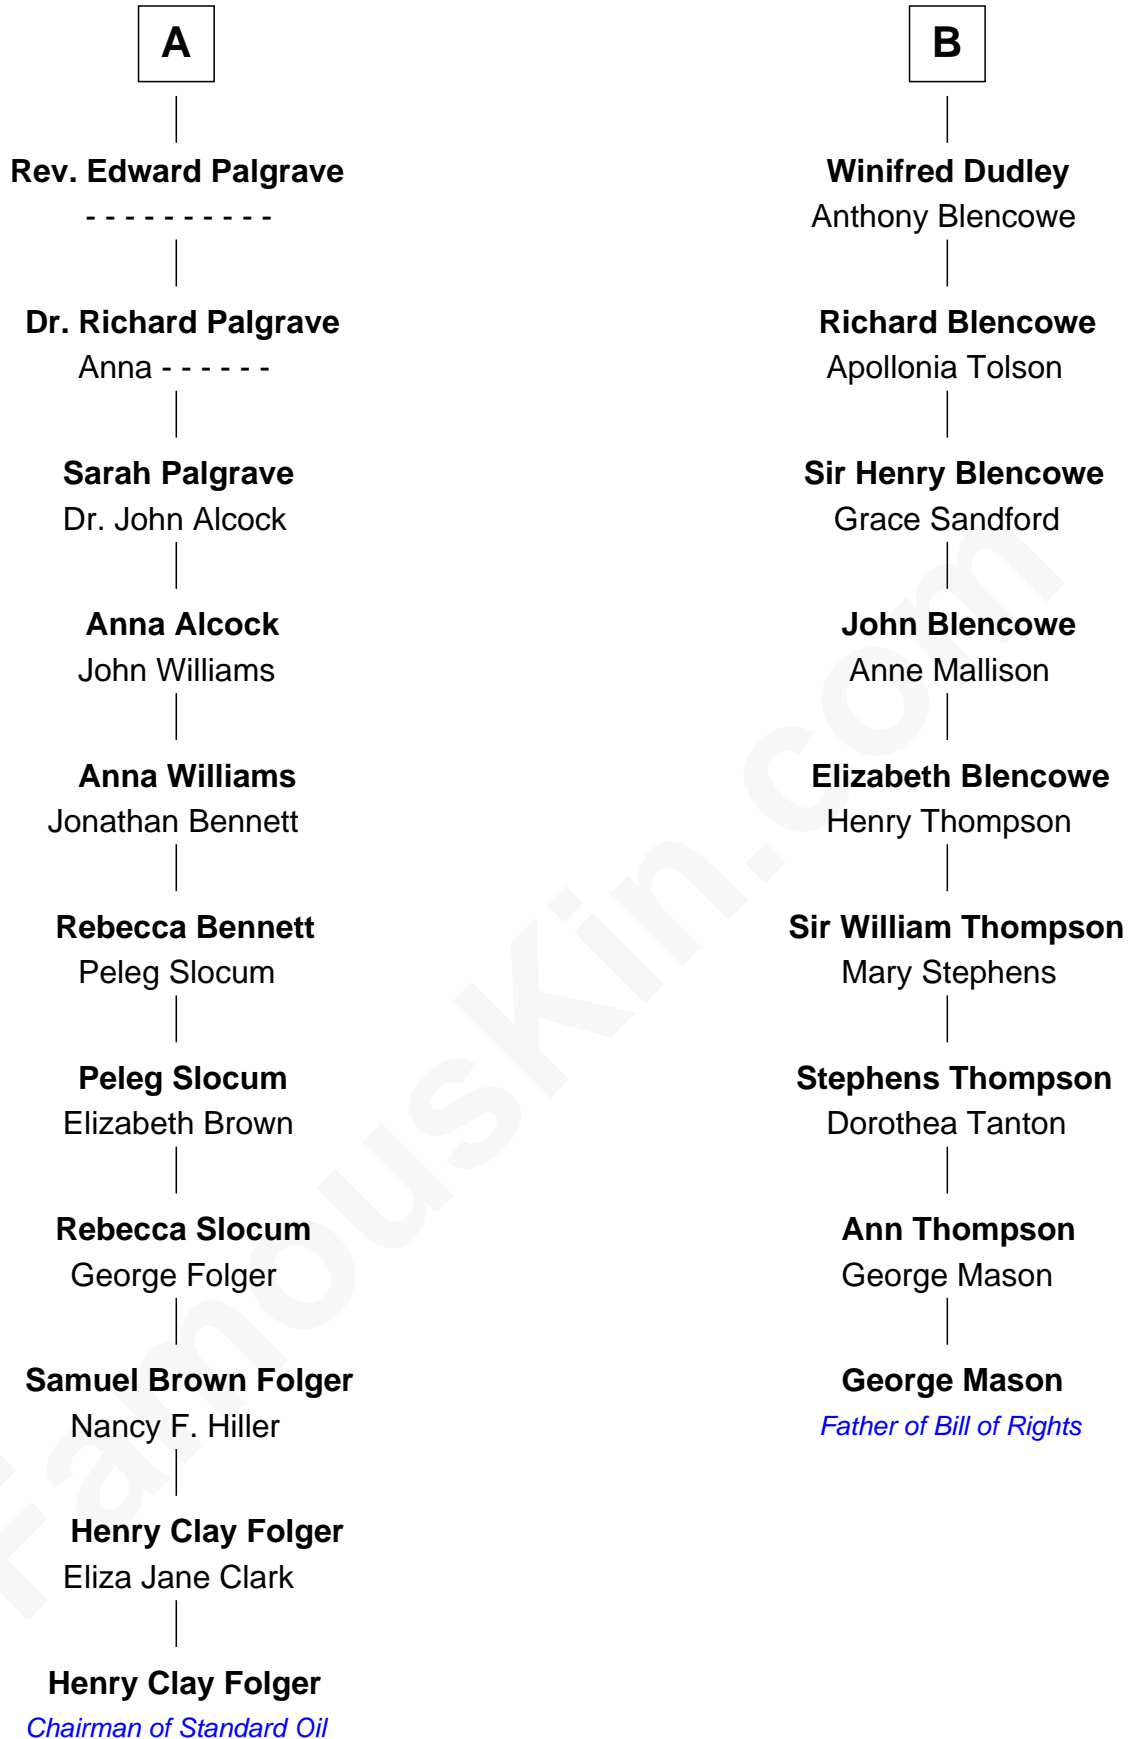 A
Rev. Edward Palgrave
- - - - - - - - - -
Dr. Richard Palgrave
Anna - - - - - -
Sarah Palgrave
Dr. John Alcock
Anna Alcock
John Williams
Anna Williams
Jonathan Bennett
Rebecca Bennett
Peleg Slocum
Peleg Slocum
Elizabeth Brown
Rebecca Slocum
George Folger
Samuel Brown Folger
Nancy F. Hiller
Henry Clay Folger
Eliza Jane Clark
Henry Clay Folger
Chairman of Standard Oil
B
Winifred Dudley
Anthony Blencowe
Richard Blencowe
Apollonia Tolson
Sir Henry Blencowe
Grace Sandford
John Blencowe
Anne Mallison
Elizabeth Blencowe
Henry Thompson
Sir William Thompson
Mary Stephens
Stephens Thompson
Dorothea Tanton
Ann Thompson
George Mason
George Mason
Father of Bill of Rights
FamousKin.com